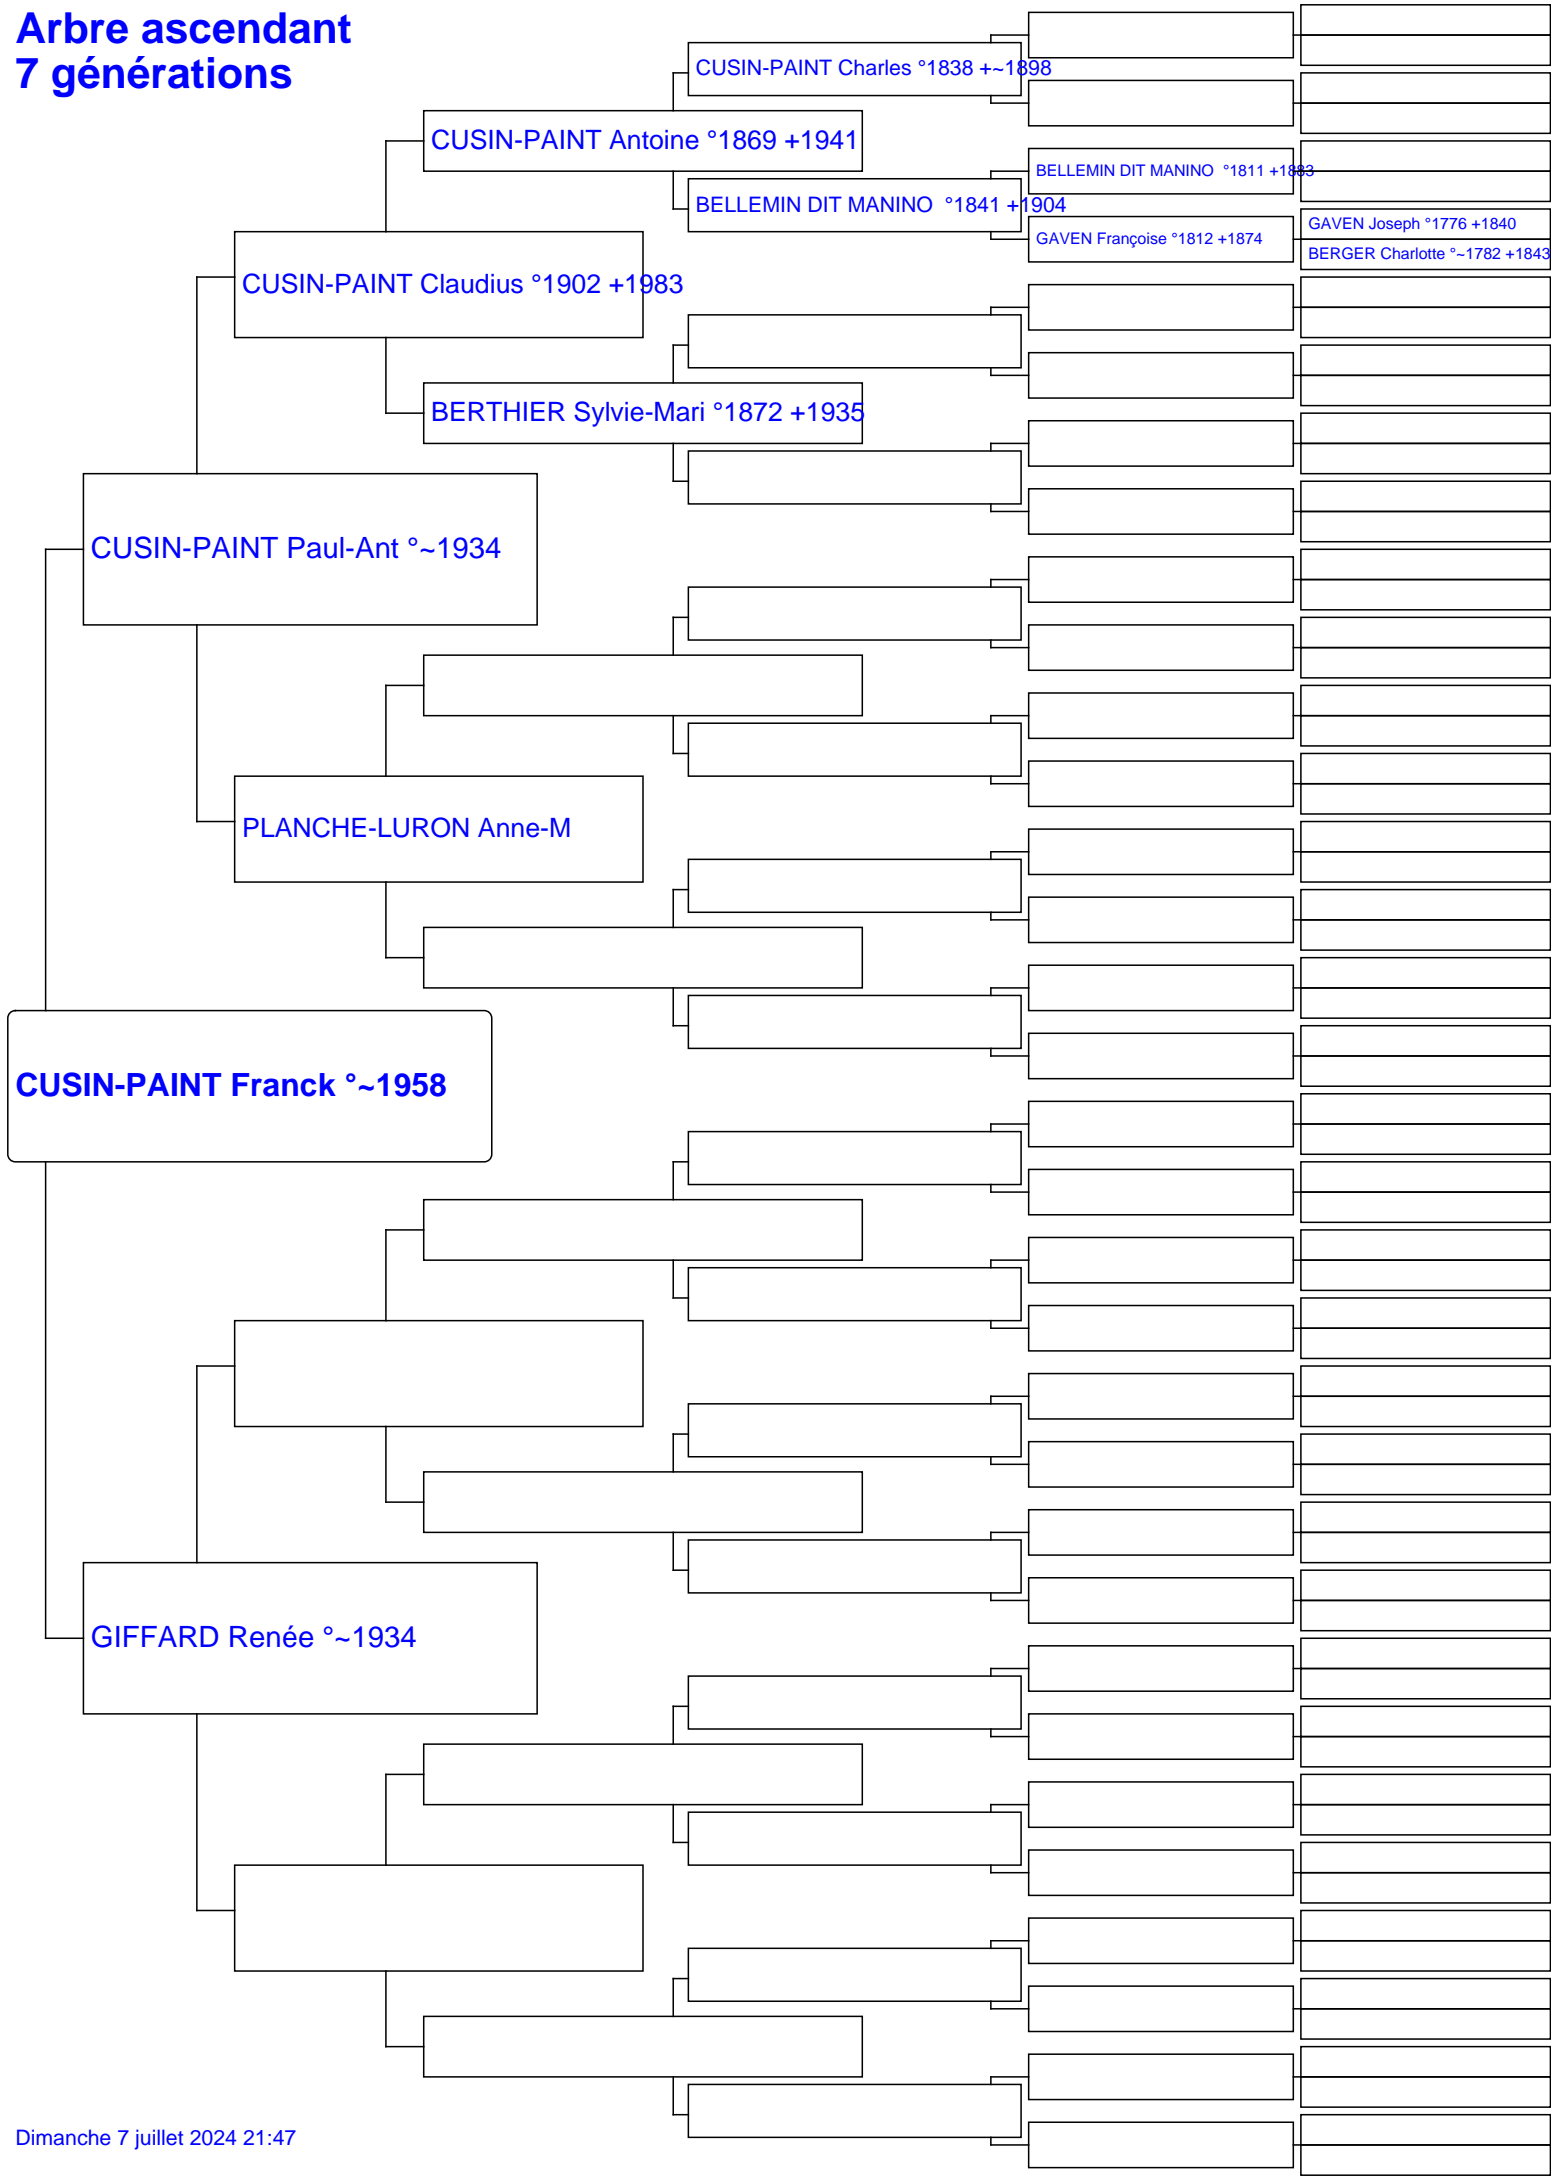 Arbre ascendant
7 générations
CUSIN-PAINT Charles °1838 +~1898
CUSIN-PAINT Antoine °1869 +1941
BELLEMIN DIT MANINO  °1811 +1883
BELLEMIN DIT MANINO  °1841 +1904
GAVEN Joseph °1776 +1840
GAVEN Françoise °1812 +1874
BERGER Charlotte °~1782 +1843
CUSIN-PAINT Claudius °1902 +1983
BERTHIER Sylvie-Mari °1872 +1935
CUSIN-PAINT Paul-Ant °~1934
PLANCHE-LURON Anne-M
CUSIN-PAINT Franck °~1958
GIFFARD Renée °~1934
Dimanche 7 juillet 2024 21:47